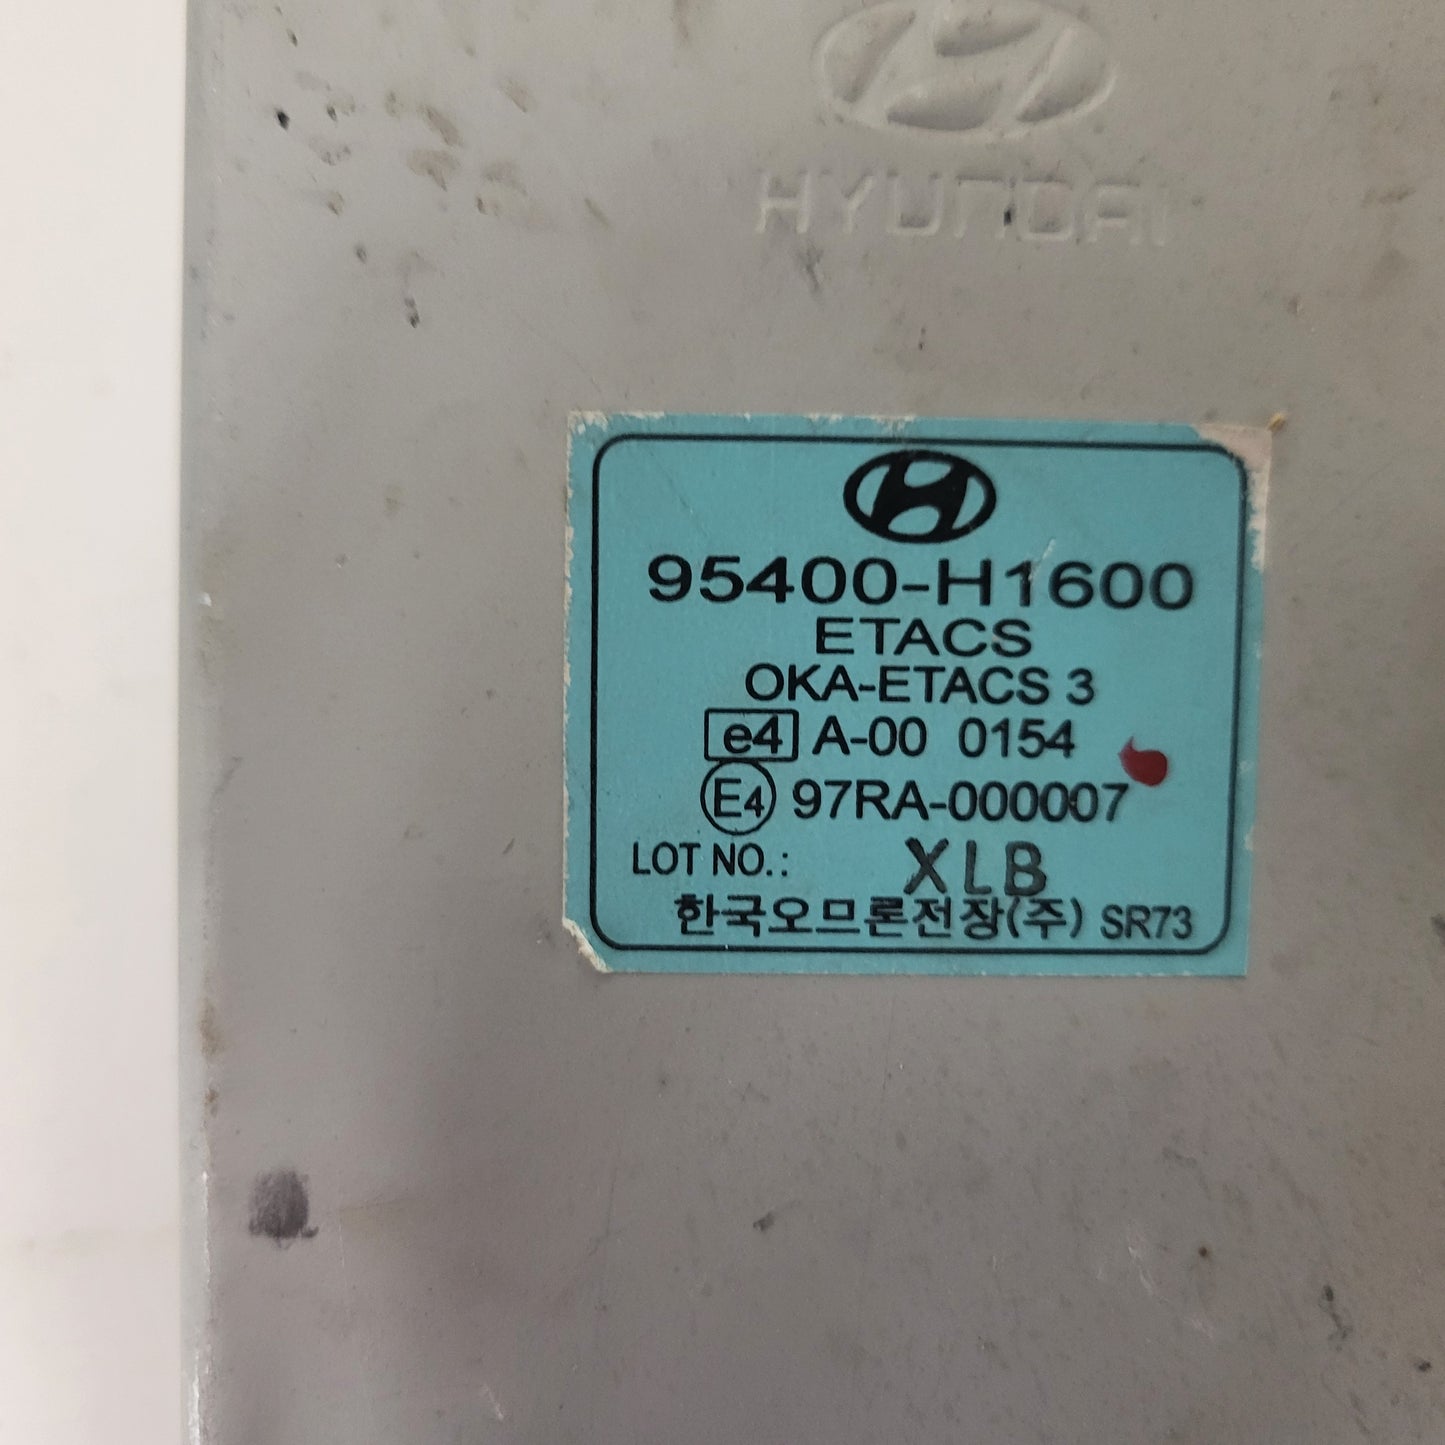 HYUNDAI
95400-H1600
ETACS
OKA-ETACS 3
e4 A-00 0154
E4 97RA-000007
LOT NO.: XLB
한국오므론전장(주) SR73